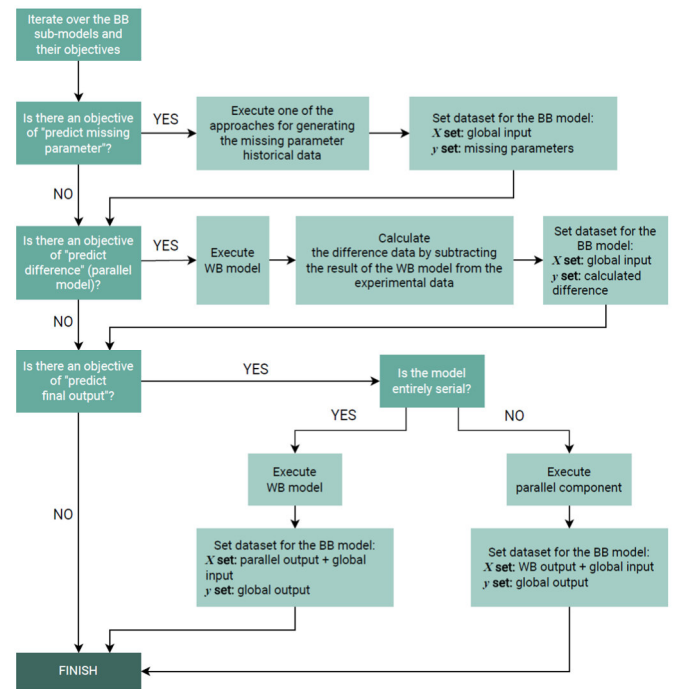 Iterate over the BB
sub-models and
their objectives
Is there an objective
of "predict missing
parameter"?
YES
Execute one of the
approaches for generating
the missing parameter
historical data
Set dataset for the BB model:
X set: global input
y set: missing parameters
NO
Is there an objective
of "predict
difference" (parallel
model)?
YES
Execute
WB model
Calculate
the difference data by subtracting
the result of the WB model from the
experimental data
Set dataset for the
BB model:
X set: global input
y set: calculated
difference
NO
Is there an objective
of "predict
final output"?
YES
Is the model
entirely serial?
YES
NO
Execute
WB model
Execute
parallel component
NO
Set dataset for the BB model:
X set: parallel output + global
input
y set: global output
Set dataset for the BB model:
X set: WB output + global input
y set: global output
FINISH